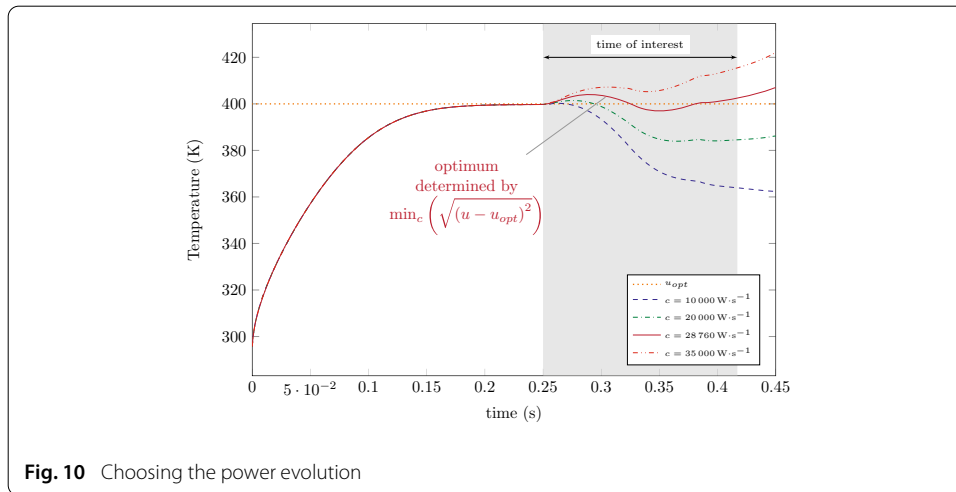 420
400
380
360
340
320
300
Temperature (K)
time of interest
optimum
determined by
min_c (√(u − u_opt)²)
u_opt
c = 10 000 W·s⁻¹
c = 20 000 W·s⁻¹
c = 28 760 W·s⁻¹
c = 35 000 W·s⁻¹
0 5 · 10⁻² 0.1 0.15 0.2 0.25 0.3 0.35 0.4 0.45
time (s)
Fig. 10 Choosing the power evolution